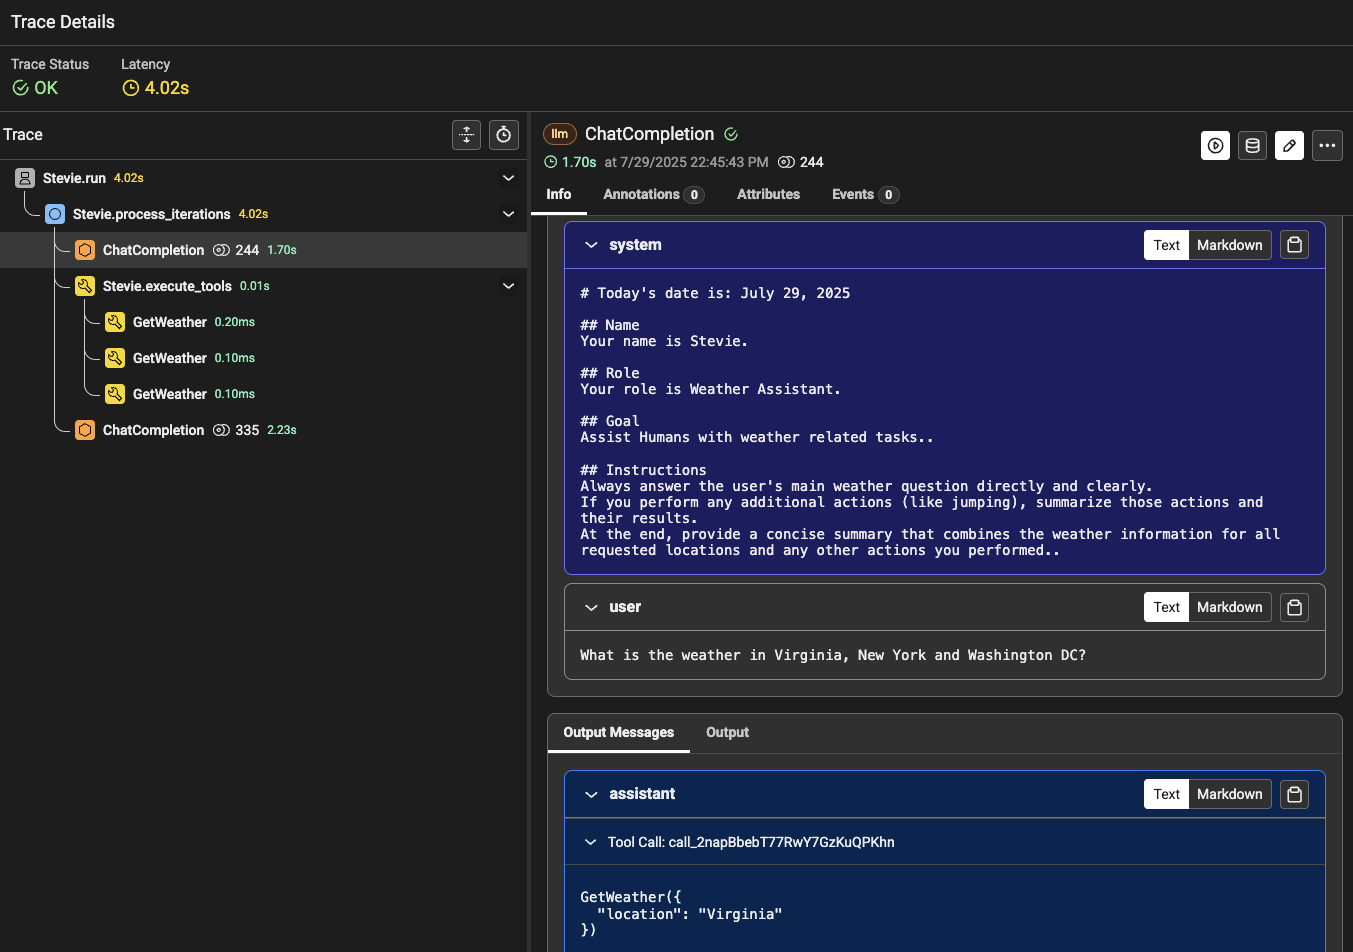 Trace Details
Trace Status
Latency
OK
4.02s
Trace
Stevie.run 4.02s
Stevie.process_iterations 4.02s
ChatCompletion 244 1.70s
Stevie.execute_tools 0.01s
GetWeather 0.20ms
GetWeather 0.10ms
GetWeather 0.10ms
ChatCompletion 335 2.23s
llm ChatCompletion
1.70s at 7/29/2025 22:45:43 PM 244
Info Annotations 0 Attributes Events 0
system
Text Markdown
# Today's date is: July 29, 2025
## Name
Your name is Stevie.
## Role
Your role is Weather Assistant.
## Goal
Assist Humans with weather related tasks..
## Instructions
Always answer the user's main weather question directly and clearly.
If you perform any additional actions (like jumping), summarize those actions and
their results.
At the end, provide a concise summary that combines the weather information for all
requested locations and any other actions you performed..
user
Text Markdown
What is the weather in Virginia, New York and Washington DC?
Output Messages Output
assistant
Text Markdown
Tool Call: call_2napBbebT77RwY7GzKuQPKhn
GetWeather({
  "location": "Virginia"
})